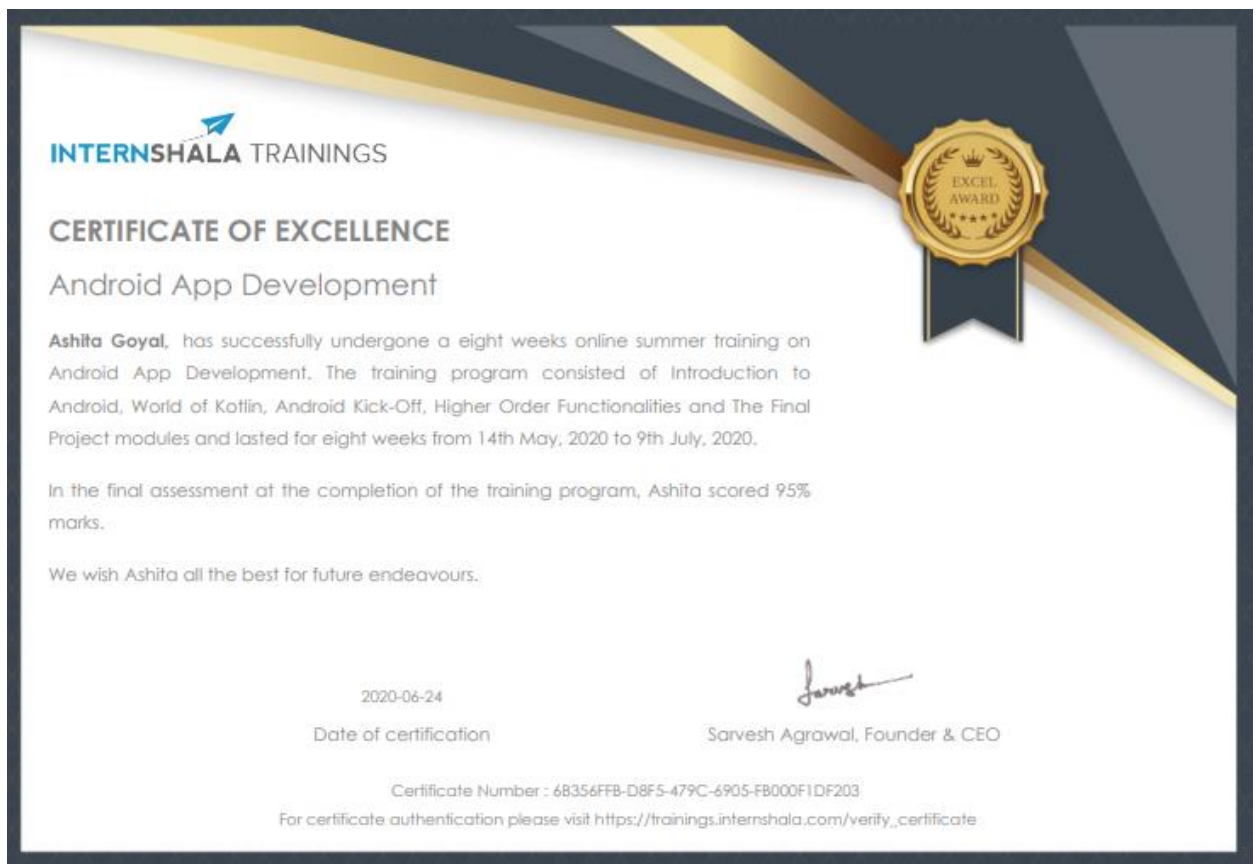 INTERNSHALA TRAININGS
EXCEL
AWARD
CERTIFICATE OF EXCELLENCE
Android App Development
Ashita Goyal, has successfully undergone a eight weeks online summer training on
Android App Development. The training program consisted of Introduction to
Android, World of Kotlin, Android Kick-Off, Higher Order Functionalities and The Final
Project modules and lasted for eight weeks from 14th May, 2020 to 9th July, 2020.
In the final assessment at the completion of the training program, Ashita scored 95%
marks.
We wish Ashita all the best for future endeavours.
2020-06-24
Date of certification
Sarvesh
Sarvesh Agrawal, Founder & CEO
Certificate Number : 68356FFB-D8F5-479C-6905-FB000F1DF203
For certificate authentication please visit https://trainings.internshala.com/verify_certificate